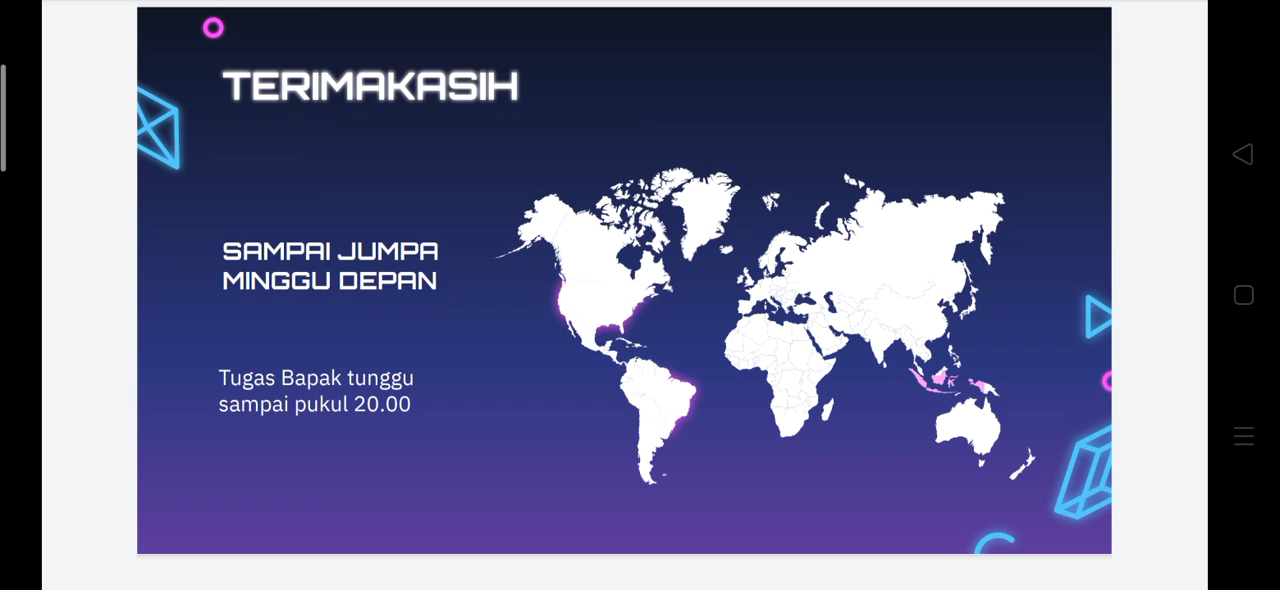 TERIMAKASIH
SAMPAI JUMPA
MINGGU DEPAN
Tugas Bapak tunggu
sampai pukul 20.00